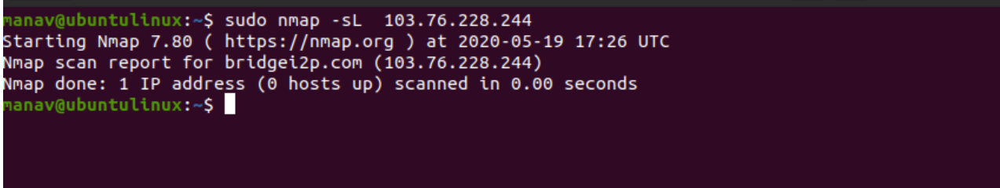 manav@ubuntulinux:~$ sudo nmap -sL  103.76.228.244
Starting Nmap 7.80 ( https://nmap.org ) at 2020-05-19 17:26 UTC
Nmap scan report for bridgei2p.com (103.76.228.244)
Nmap done: 1 IP address (0 hosts up) scanned in 0.00 seconds
manav@ubuntulinux:~$